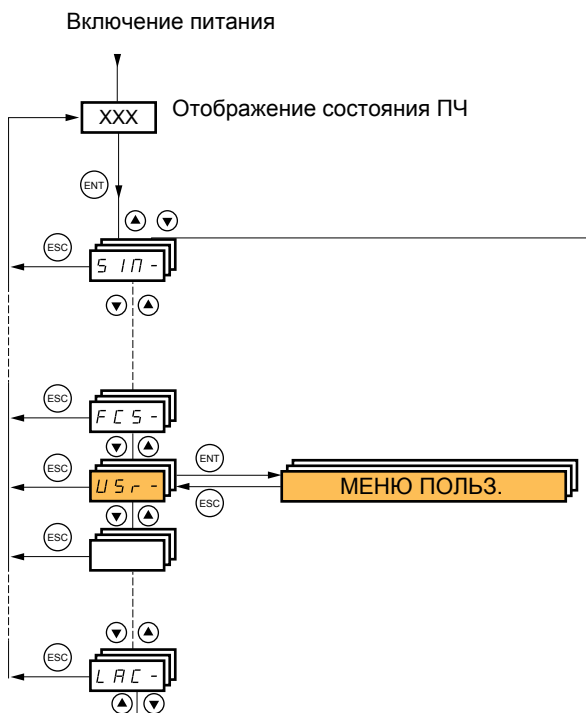 Включение питания
XXX
Отображение состояния ПЧ
ENT
ESC
SIM-
ESC
FCS-
ESC
USr-
ENT
ESC
МЕНЮ ПОЛЬЗ.
ESC
ESC
LAC-